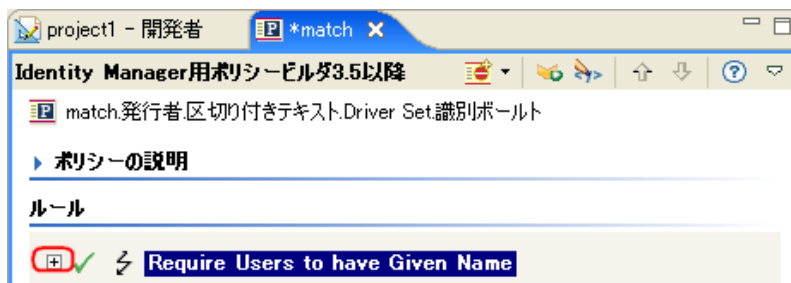 project1 - 開発者 *match
Identity Manager用ポリシービルダ3.5以降
match.発行者.区切り付きテキスト.Driver Set.識別ボールト
ポリシーの説明
ルール
Require Users to have Given Name